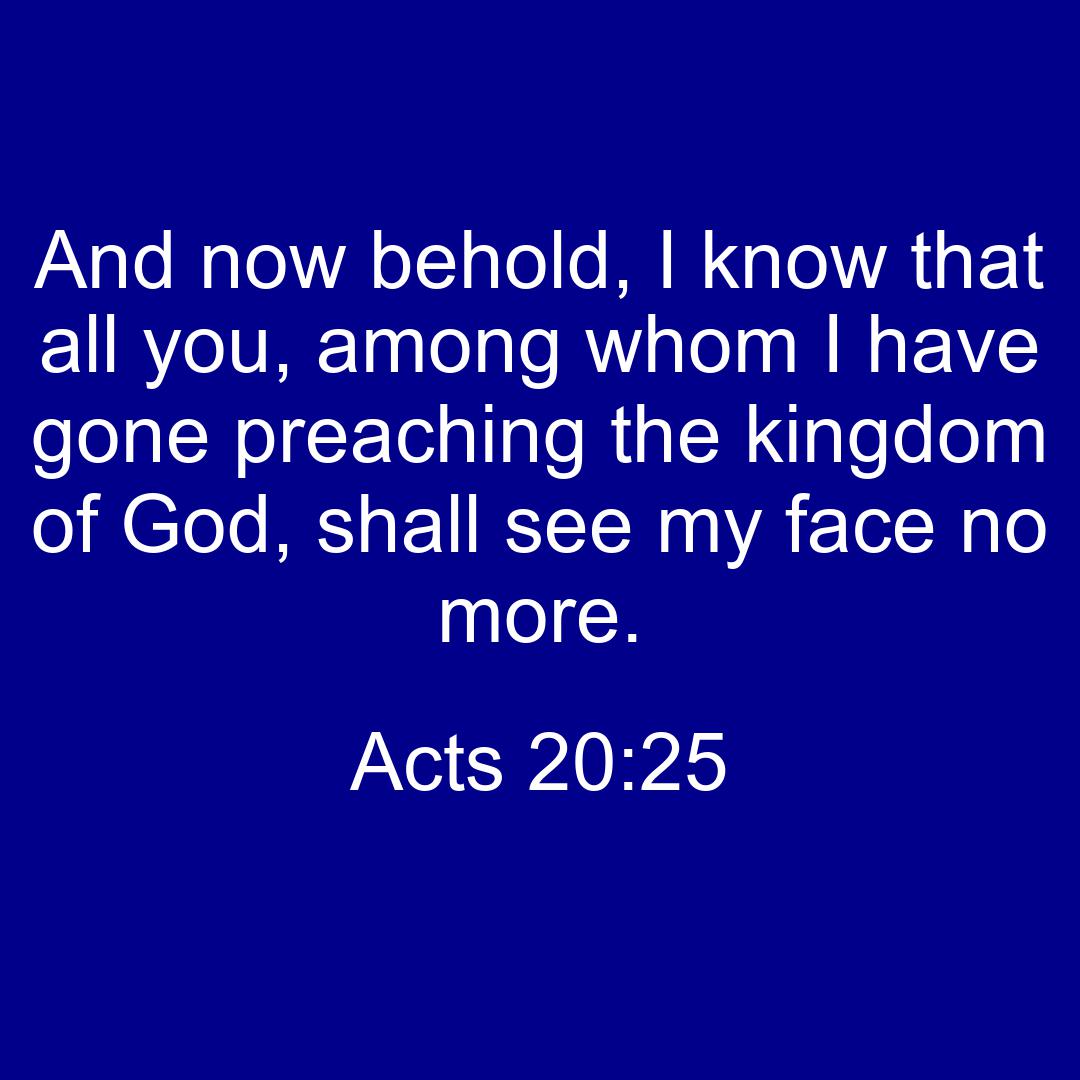 And now behold, I know that
all you, among whom I have
gone preaching the kingdom
of God, shall see my face no
more.
Acts 20:25